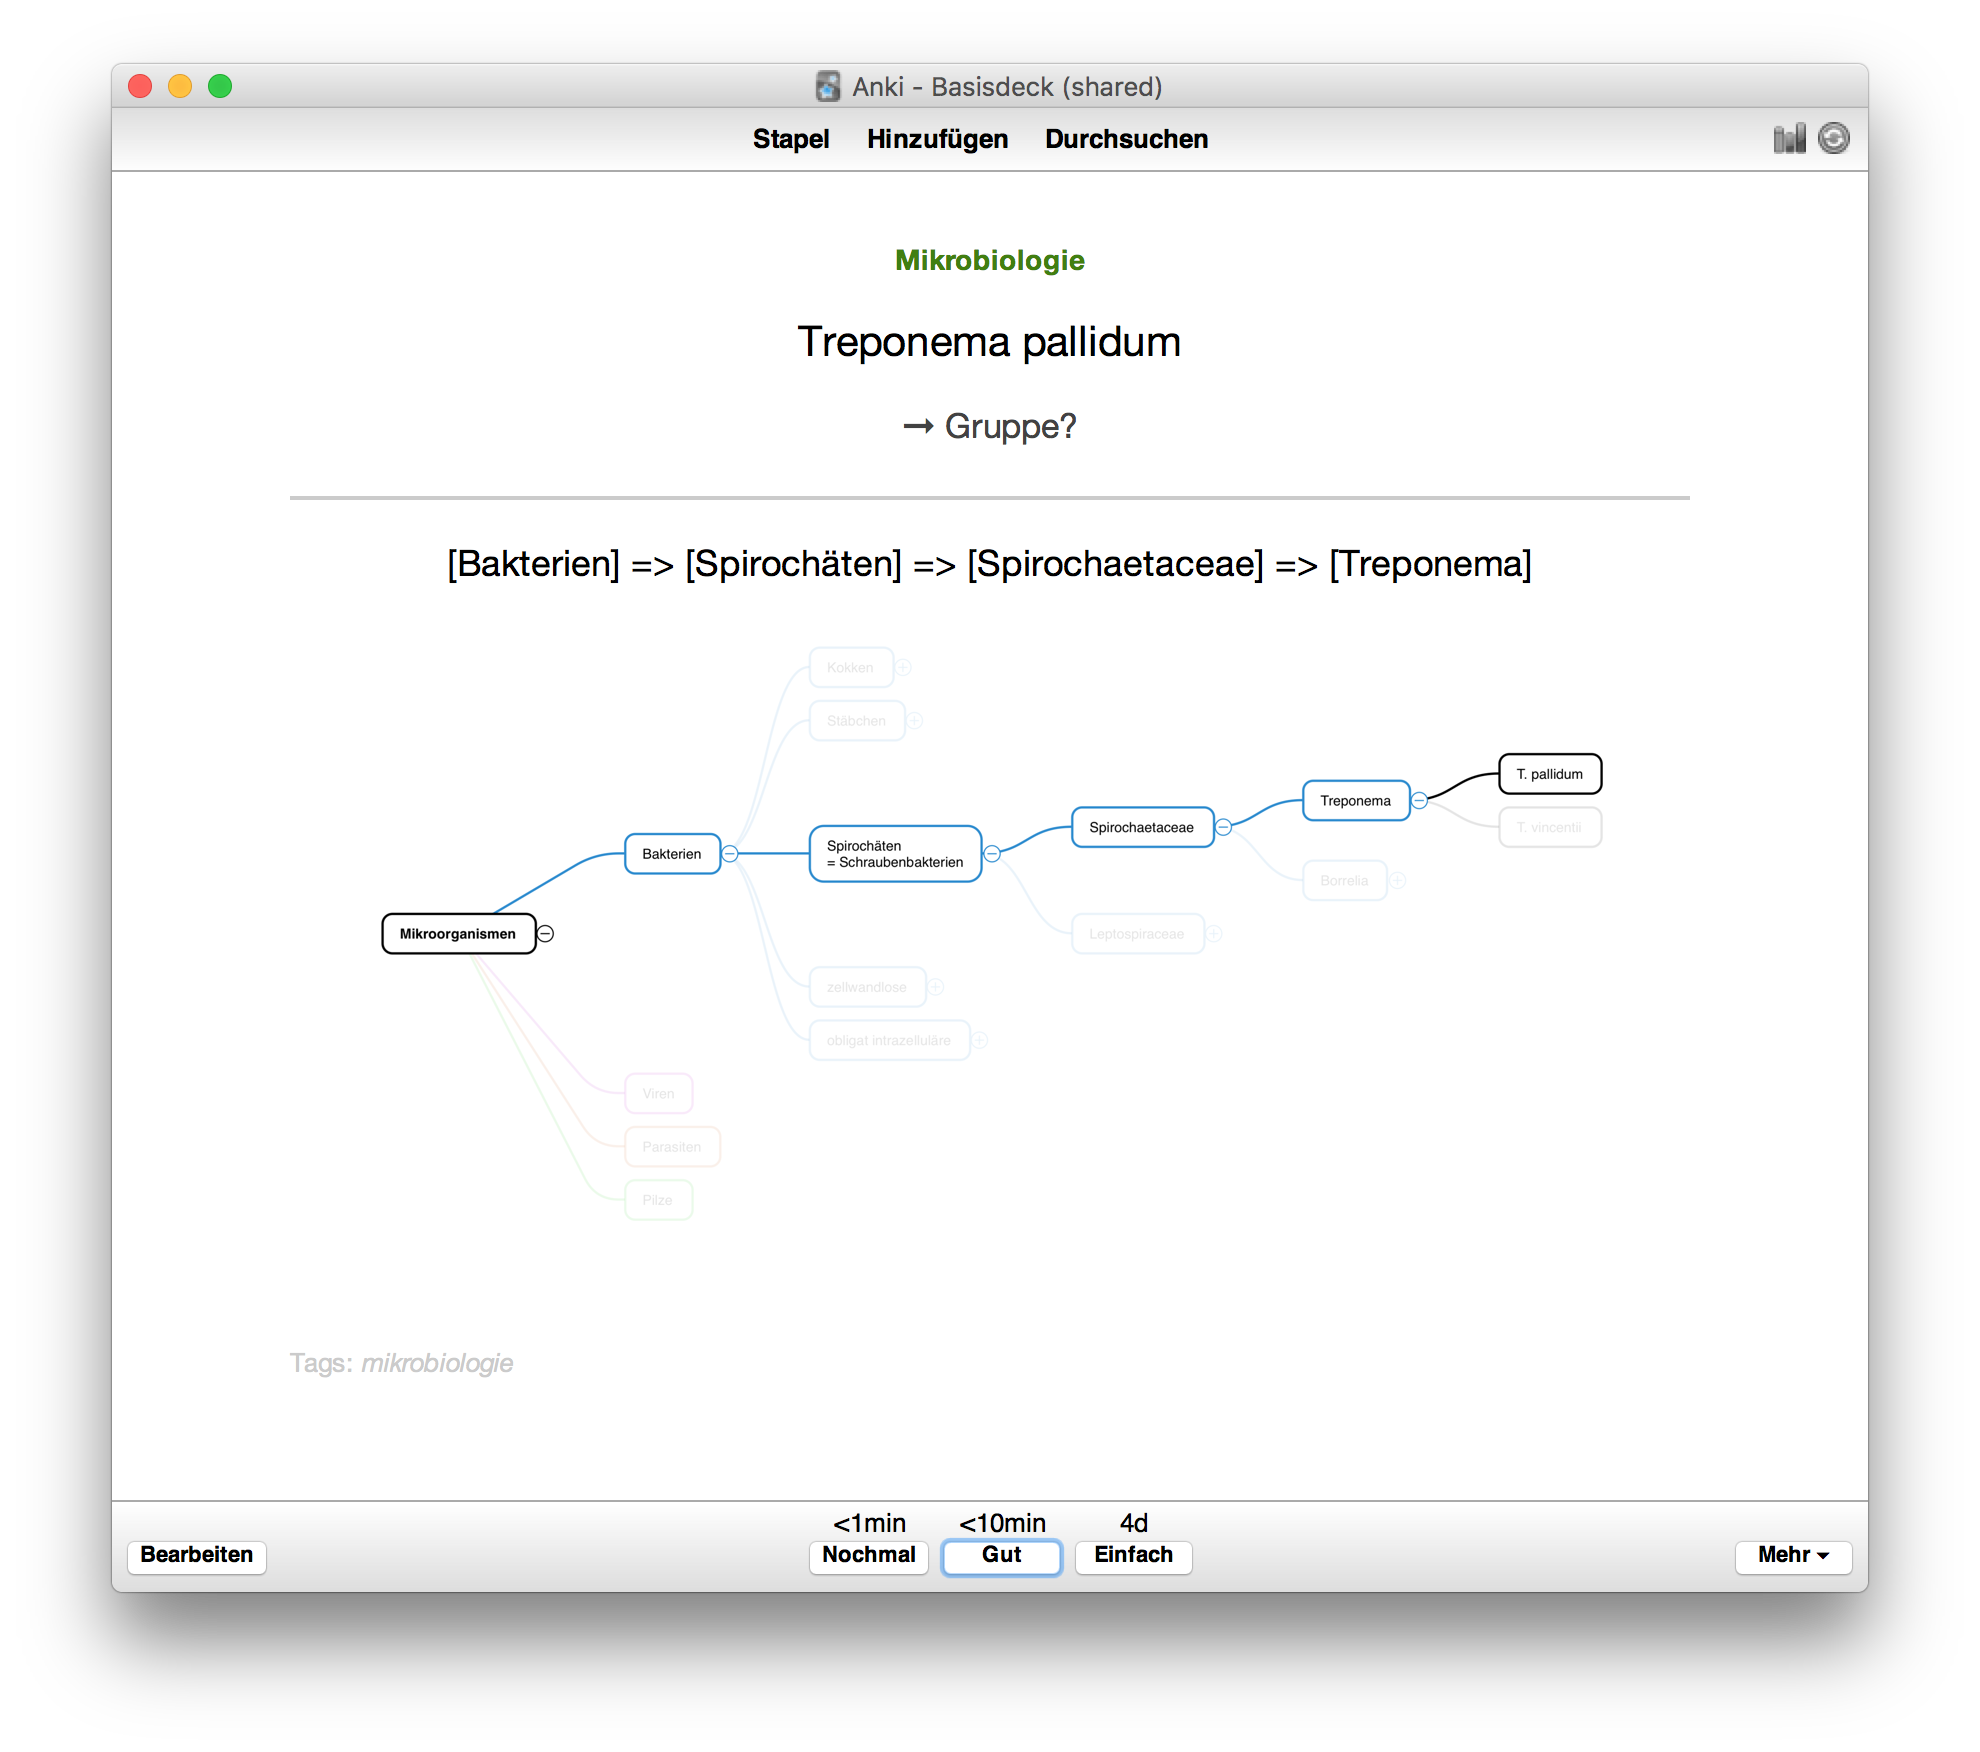 Anki - Basisdeck (shared)
Stapel Hinzufügen Durchsuchen
Mikrobiologie
Treponema pallidum
→ Gruppe?
[Bakterien] => [Spirochäten] => [Spirochaetaceae] => [Treponema]
Kokken
Stäbchen
T. pallidum
Treponema
T. vincentii
Spirochaetaceae
Bakterien
Spirochäten
= Schraubenbakterien
Borrelia
Mikroorganismen
Leptospiraceae
zellwandlose
obligat intrazelluläre
Viren
Parasiten
Pilze
Tags: mikrobiologie
<1min <10min 4d
Bearbeiten Nochmal Gut Einfach Mehr